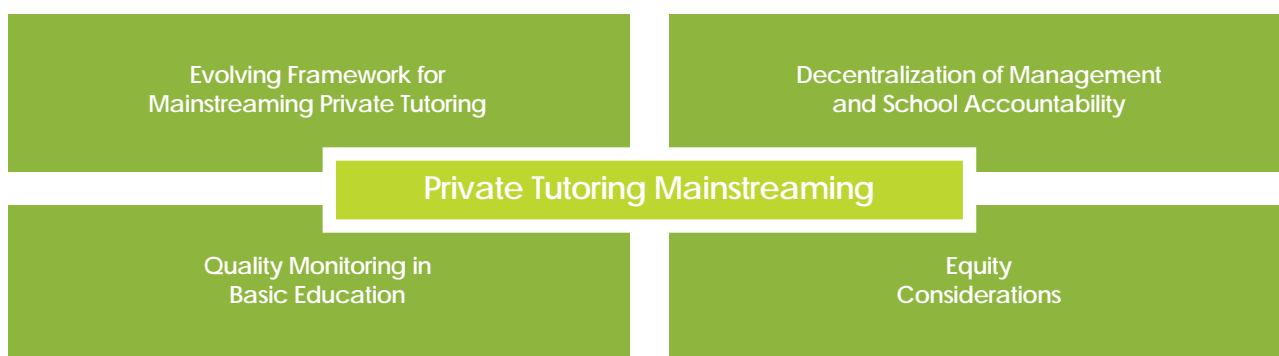 Evolving Framework for
Mainstreaming Private Tutoring
Decentralization of Management
and School Accountability
Private Tutoring Mainstreaming
Quality Monitoring in
Basic Education
Equity
Considerations